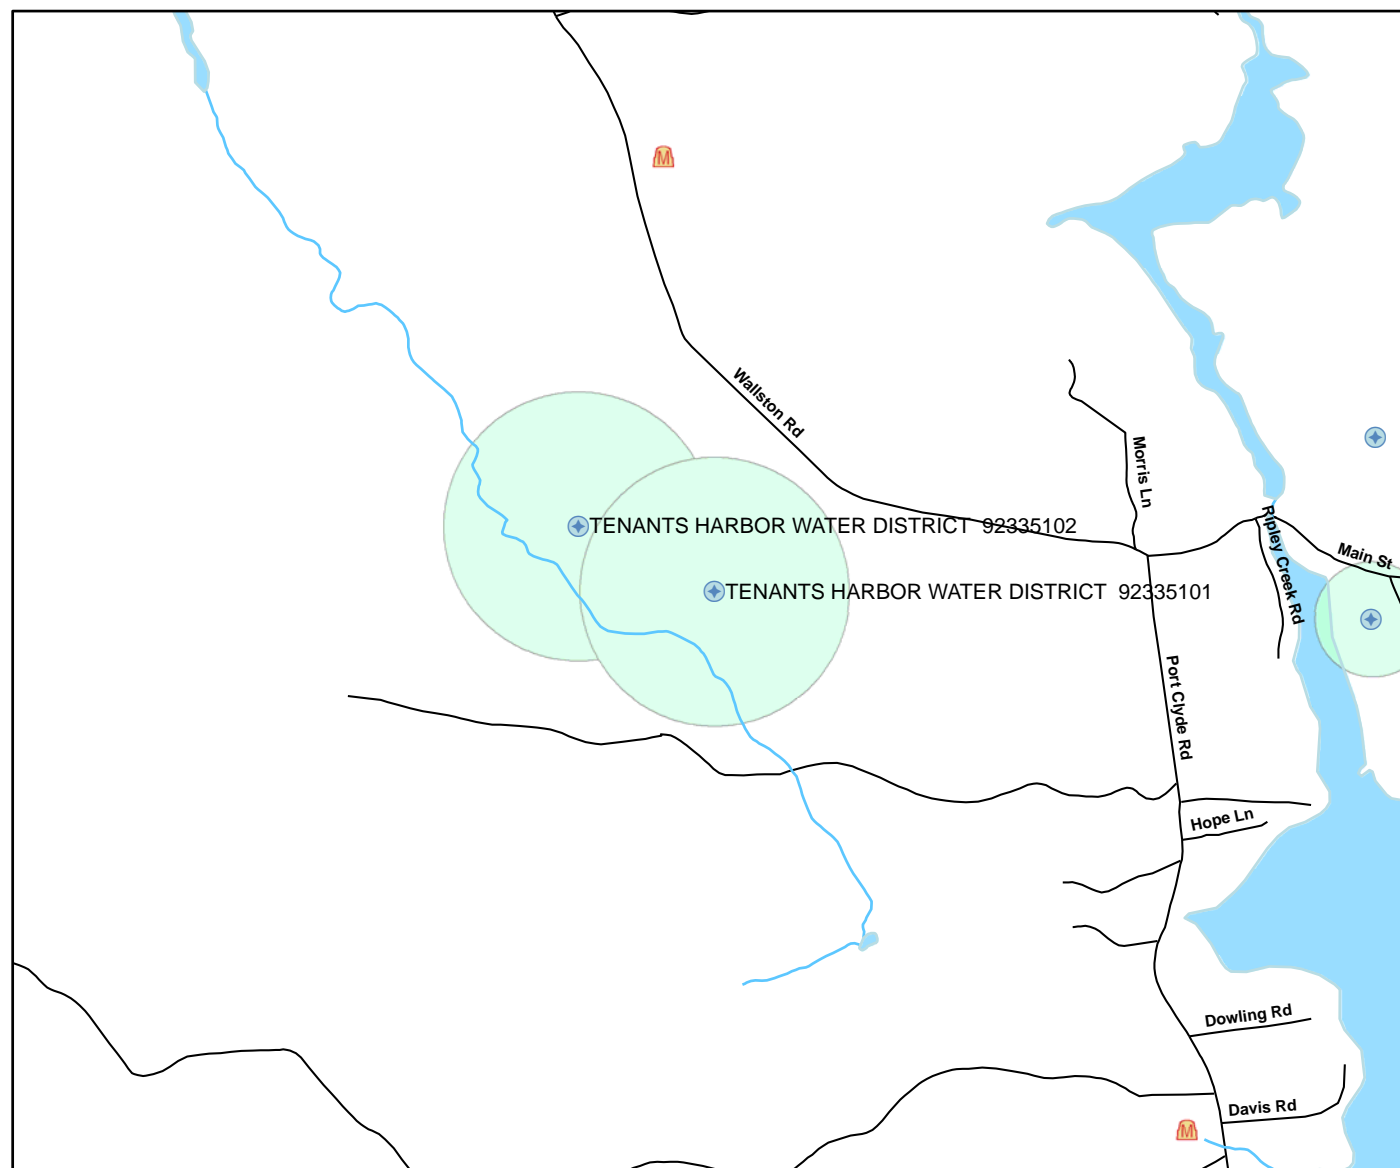 M
Wallston Rd
Morris Ln
TENANTS HARBOR WATER DISTRICT 92335102
Ripley Creek Rd
Main St
TENANTS HARBOR WATER DISTRICT 92335101
Port Clyde Rd
Hope Ln
Dowling Rd
Davis Rd
M